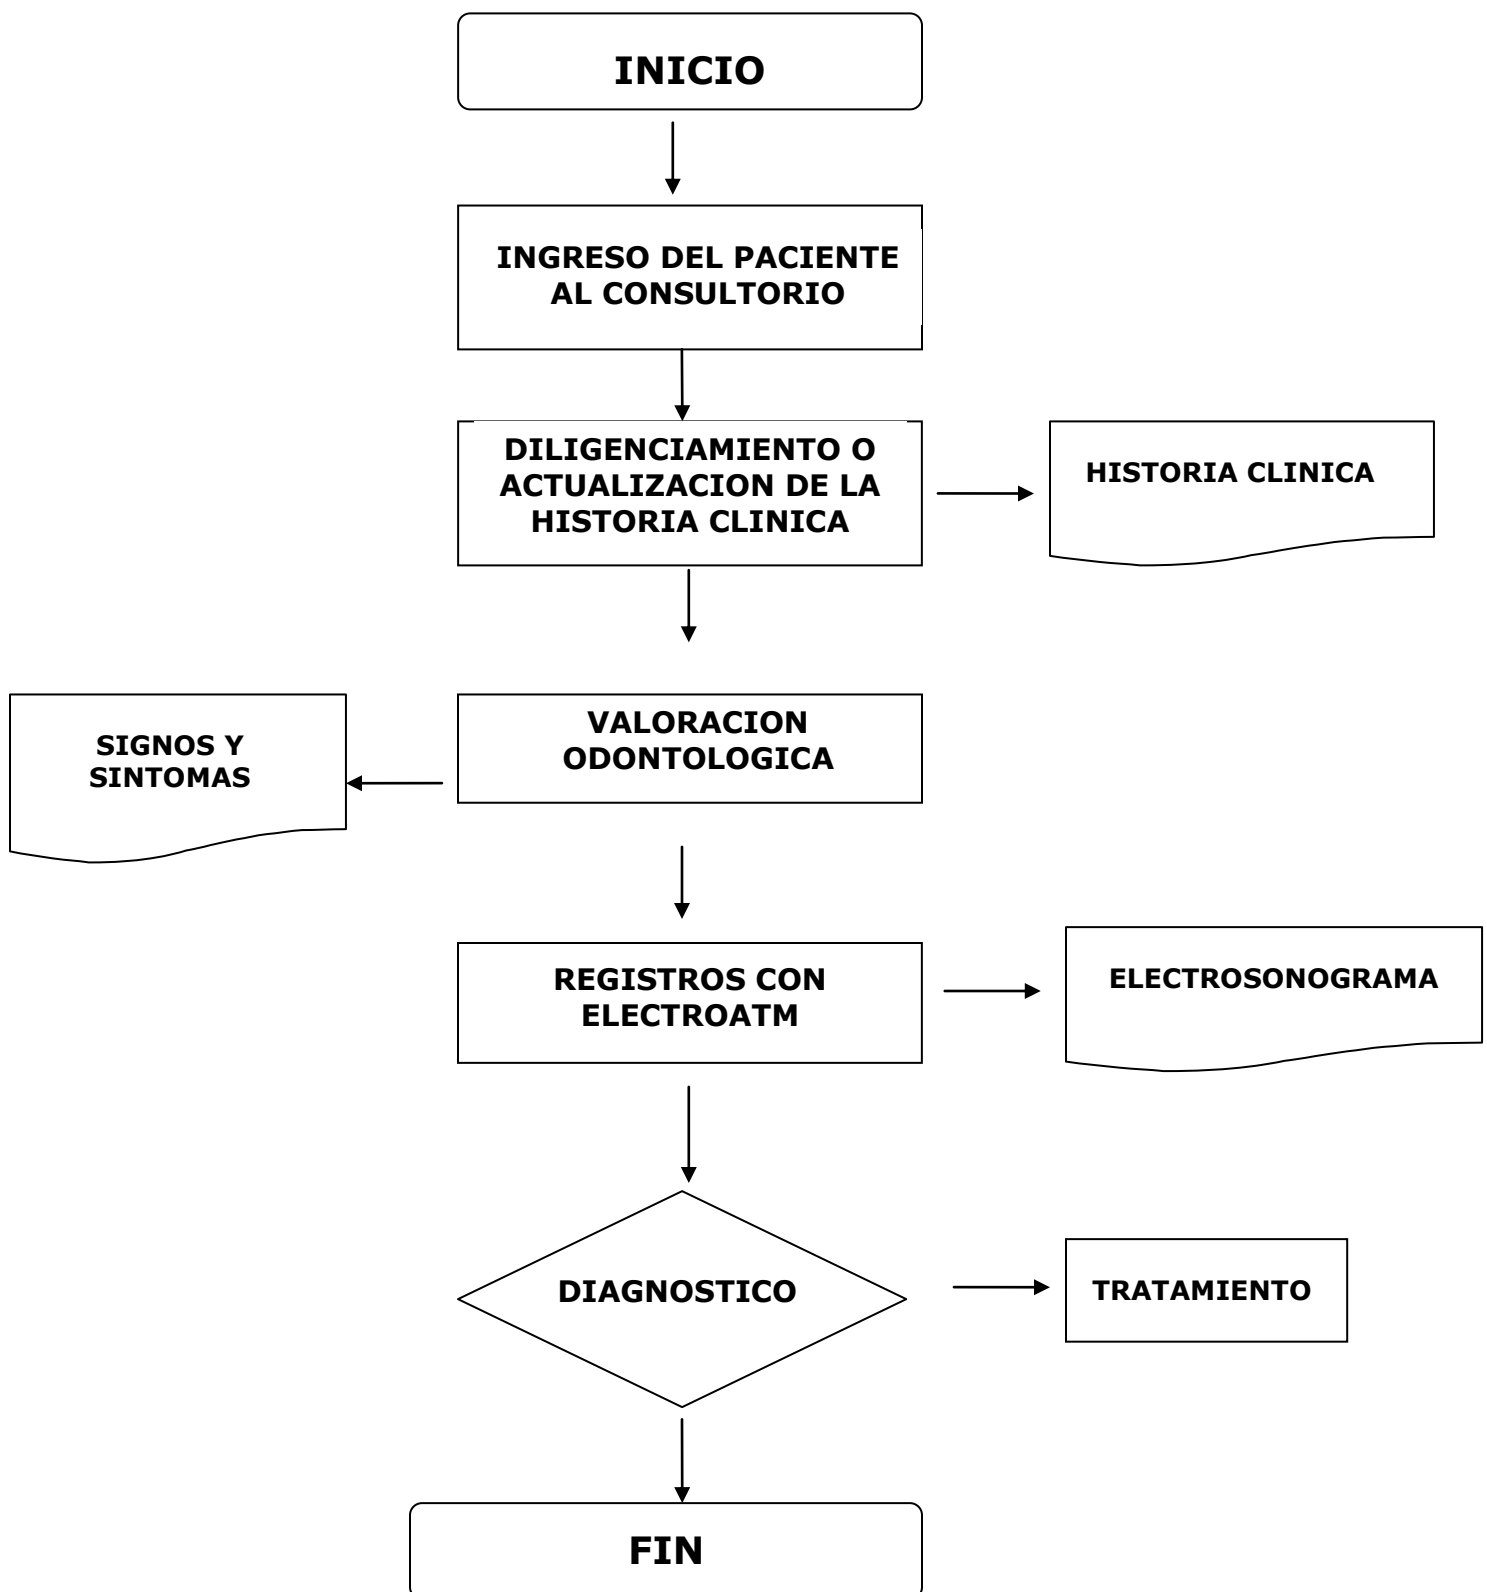 INICIO
INGRESO DEL PACIENTE
AL CONSULTORIO
DILIGENCIAMIENTO O
ACTUALIZACION DE LA
HISTORIA CLINICA
HISTORIA CLINICA
SIGNOS Y
SINTOMAS
VALORACION
ODONTOLOGICA
REGISTROS CON
ELECTROATM
ELECTROSONOGRAMA
DIAGNOSTICO
TRATAMIENTO
FIN